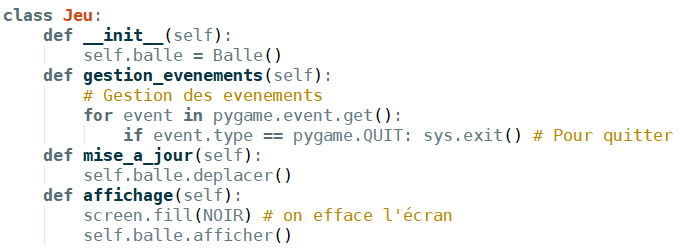 class Jeu:
    def __init__(self):
        self.balle = Balle()
    def gestion_evenements(self):
        # Gestion des evenements
        for event in pygame.event.get():
            if event.type == pygame.QUIT: sys.exit() # Pour quitter
    def mise_a_jour(self):
        self.balle.deplacer()
    def affichage(self):
        screen.fill(NOIR) # on efface l'écran
        self.balle.afficher()